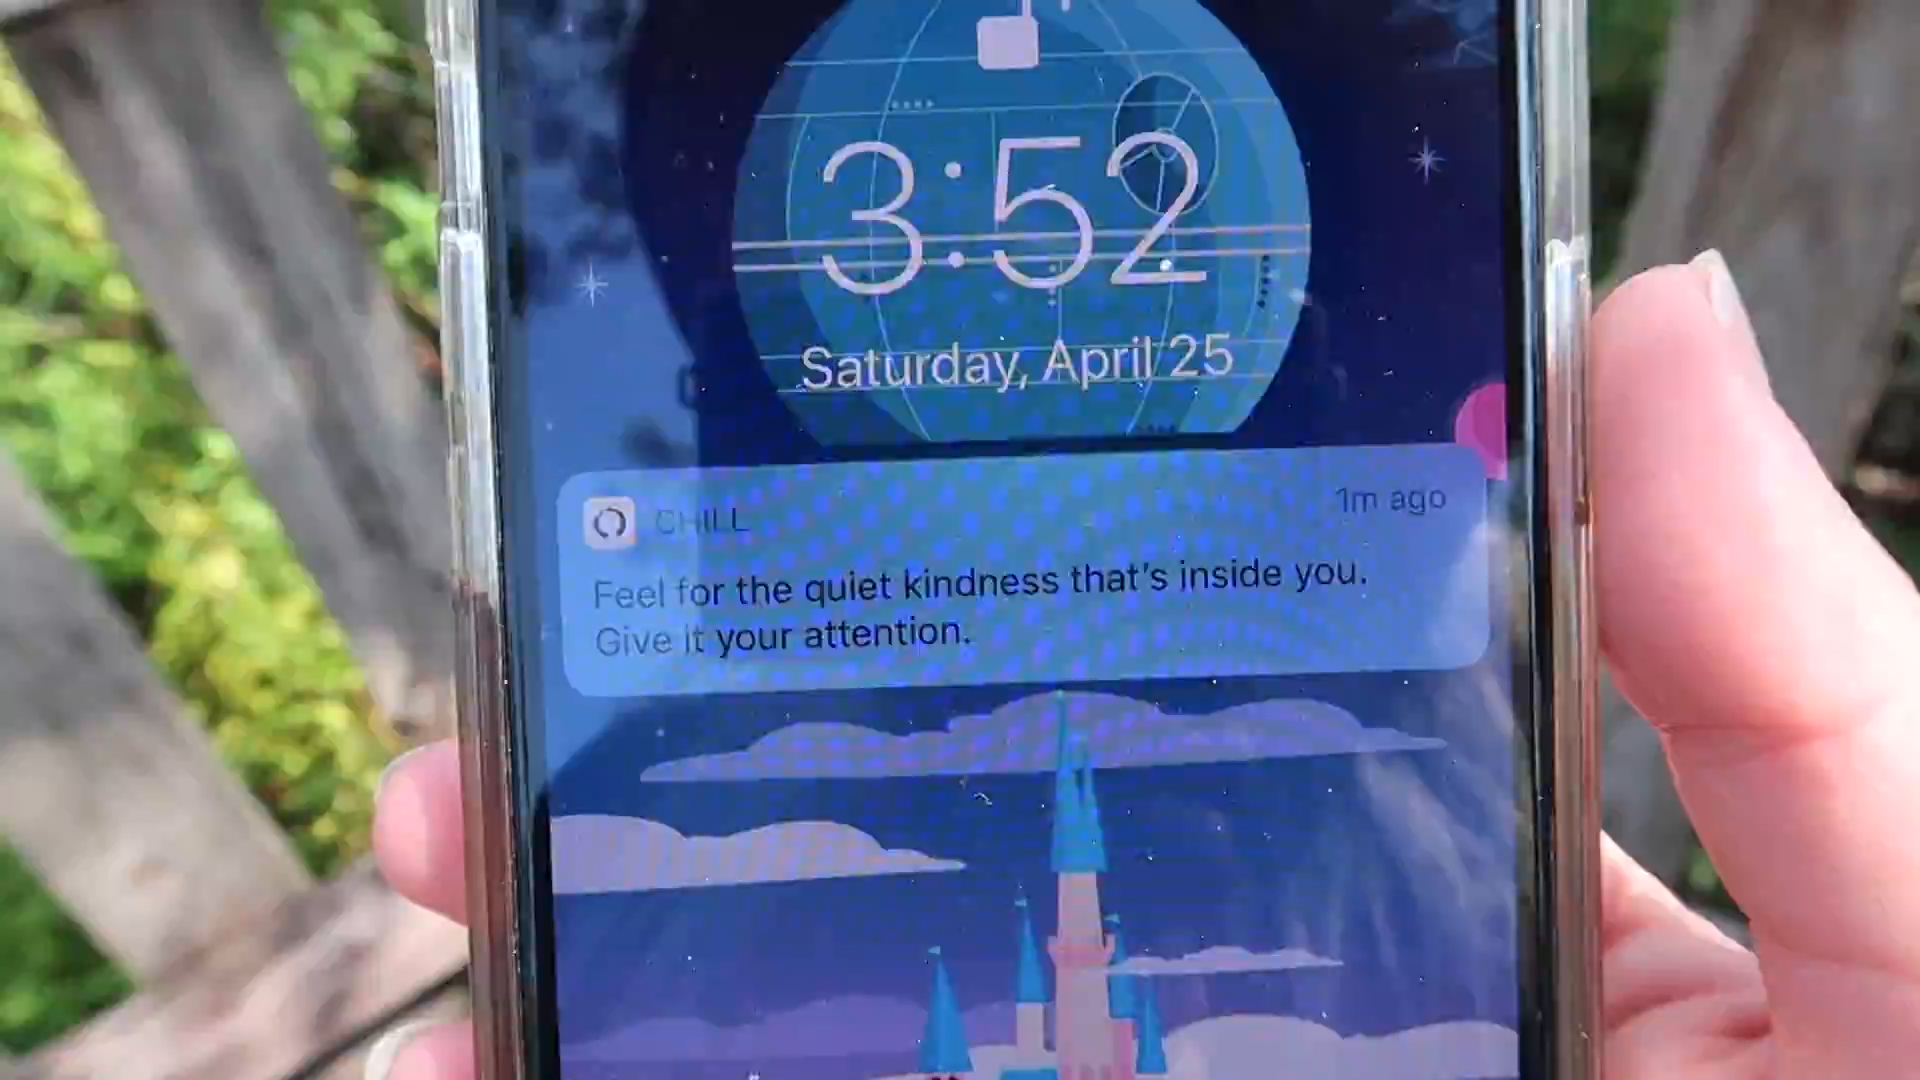 3:52
Saturday, April 25
CHILL
1m ago
Feel for the quiet kindness that's inside you.
Give it your attention.